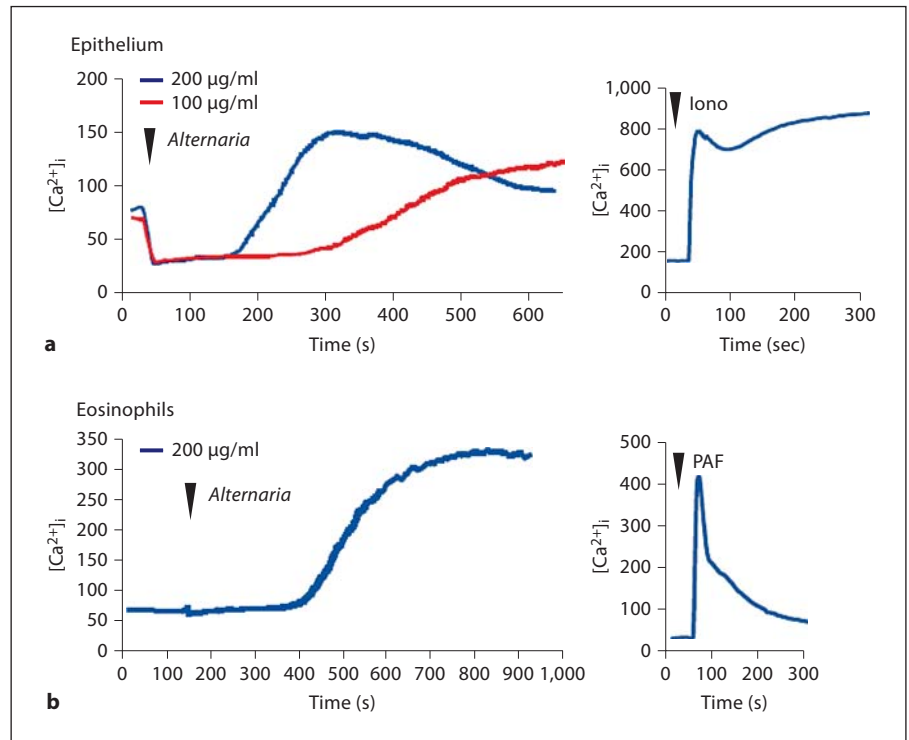 Epithelium
200 µg/ml
100 µg/ml
Alternaria
[Ca²⁺]ᵢ
200
150
100
50
0
0 100 200 300 400 500 600
Time (s)
Iono
[Ca²⁺]ᵢ
1,000
800
600
400
200
0
0 100 200 300
Time (sec)
a
Eosinophils
200 µg/ml
Alternaria
[Ca²⁺]ᵢ
350
300
250
200
150
100
50
0
0 100 200 300 400 500 600 700 800 900 1,000
Time (s)
PAF
[Ca²⁺]ᵢ
500
400
300
200
100
0
0 100 200 300
Time (s)
b